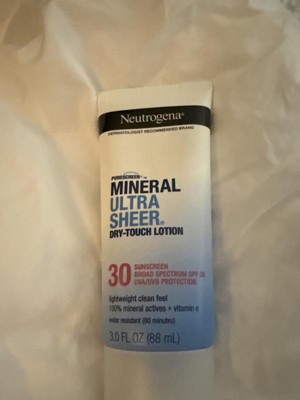 Neutrogena®
DERMATOLOGIST RECOMMENDED BRAND
PURESCREEN+™
MINERAL
ULTRA
SHEER®
DRY-TOUCH LOTION
30 SUNSCREEN
BROAD SPECTRUM SPF 30
UVA/UVB PROTECTION
lightweight clean feel
100% mineral actives + vitamin e
water resistant (80 minutes)
3.0 FL OZ (88 mL)